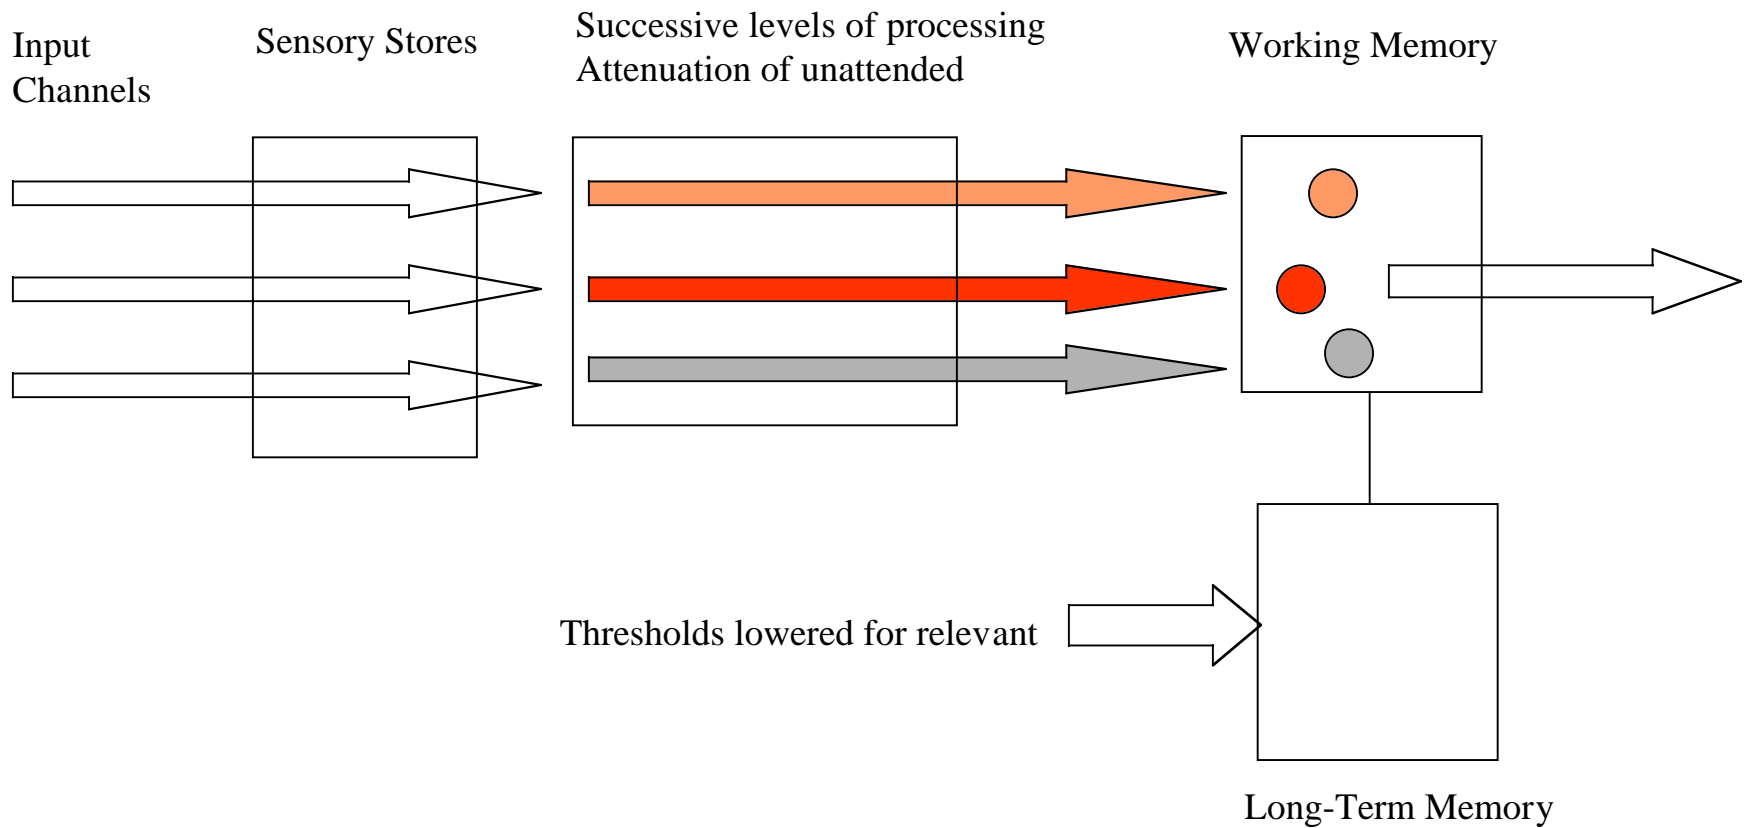 Input
Channels
Sensory Stores
Successive levels of processing
Attenuation of unattended
Working Memory
Thresholds lowered for relevant
Long-Term Memory